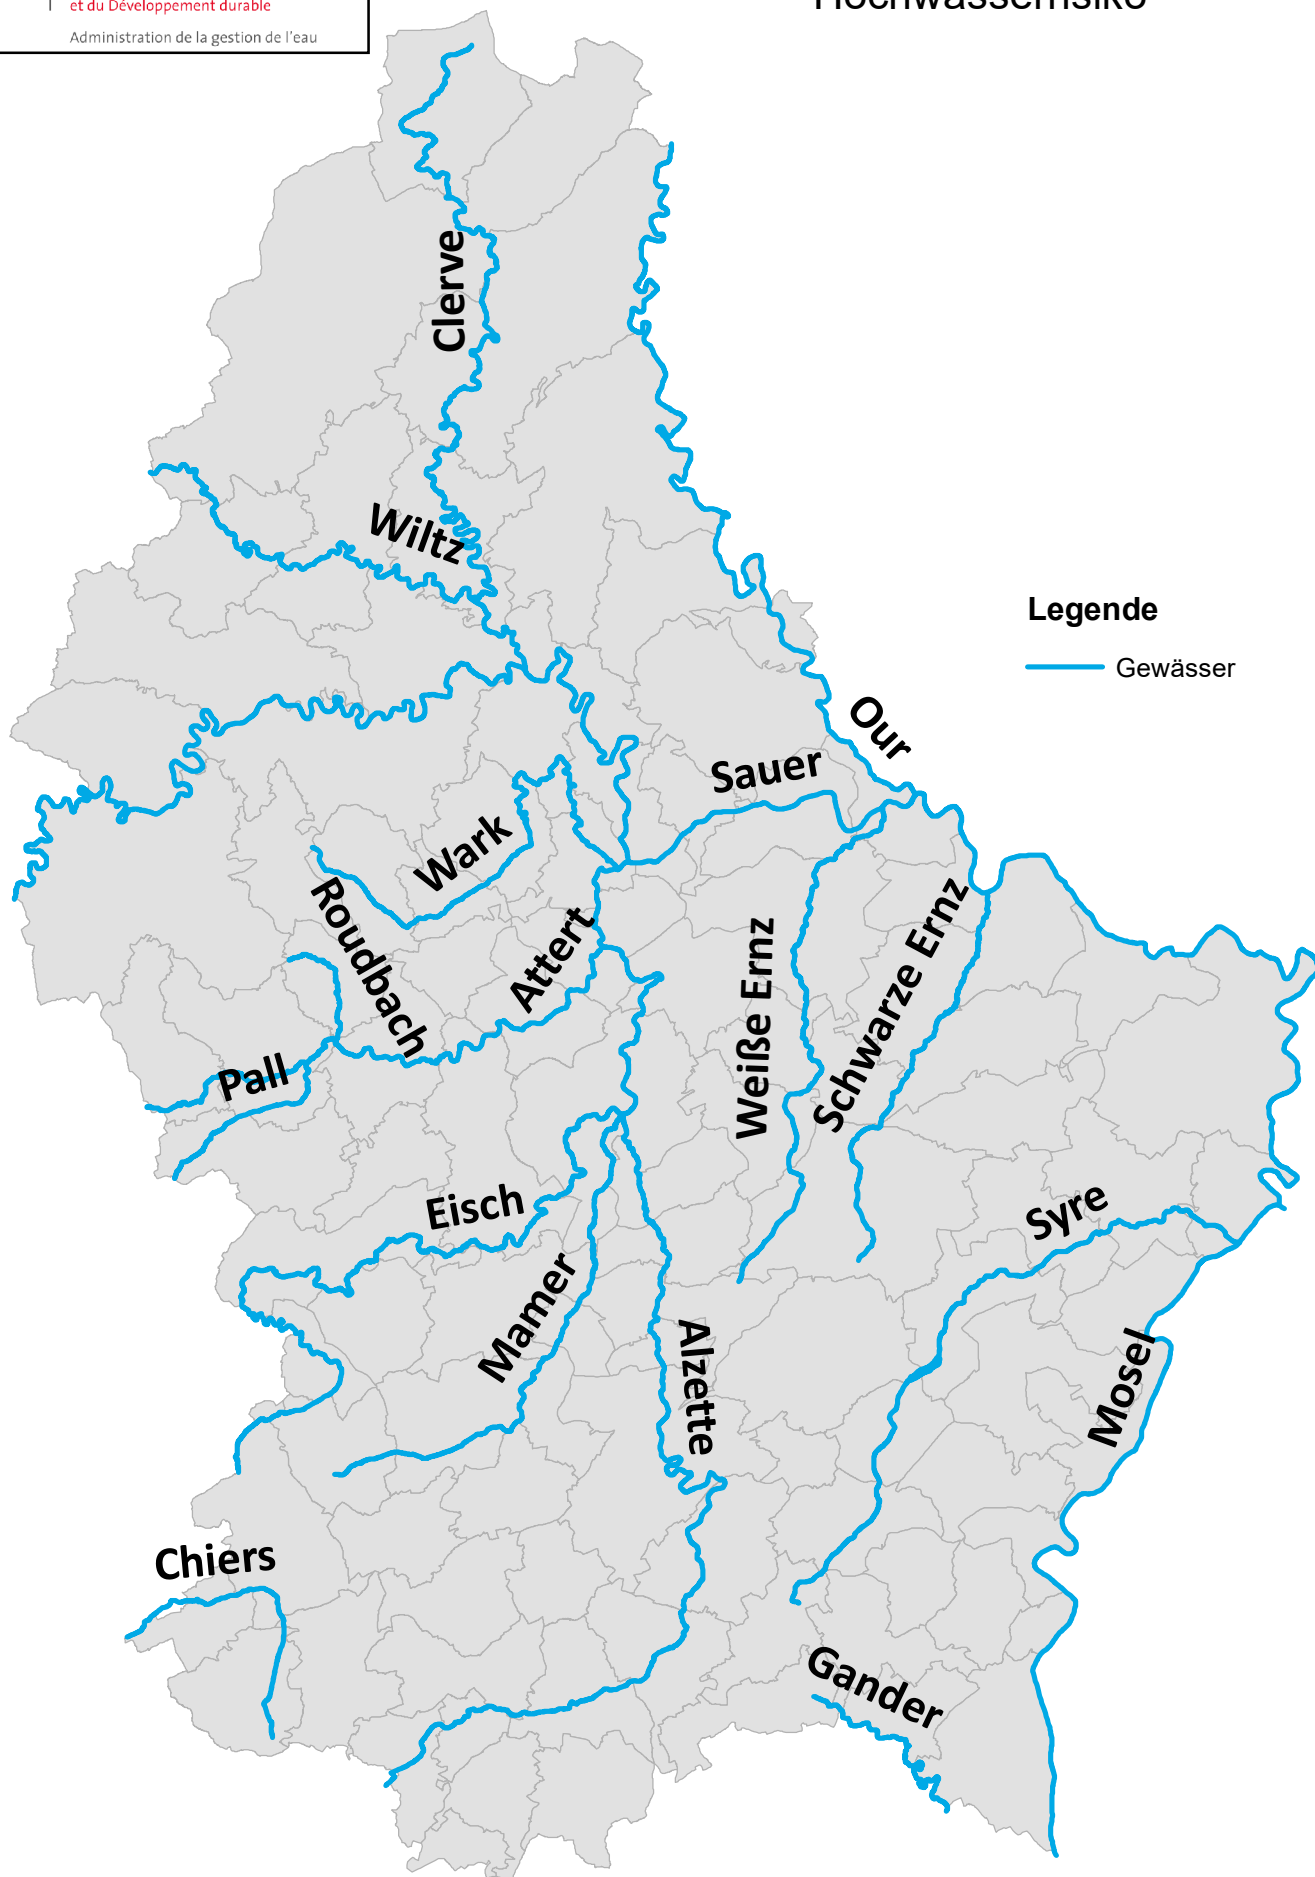 et du Développement durable
Administration de la gestion de l'eau
Hochwasserrisiko
Clerve
Wiltz
Legende
Gewässer
Our
Sauer
Wark
Roudbach
Attert
Weiße Ernz
Schwarze Ernz
Pall
Eisch
Syre
Mamer
Alzette
Mosel
Chiers
Gander